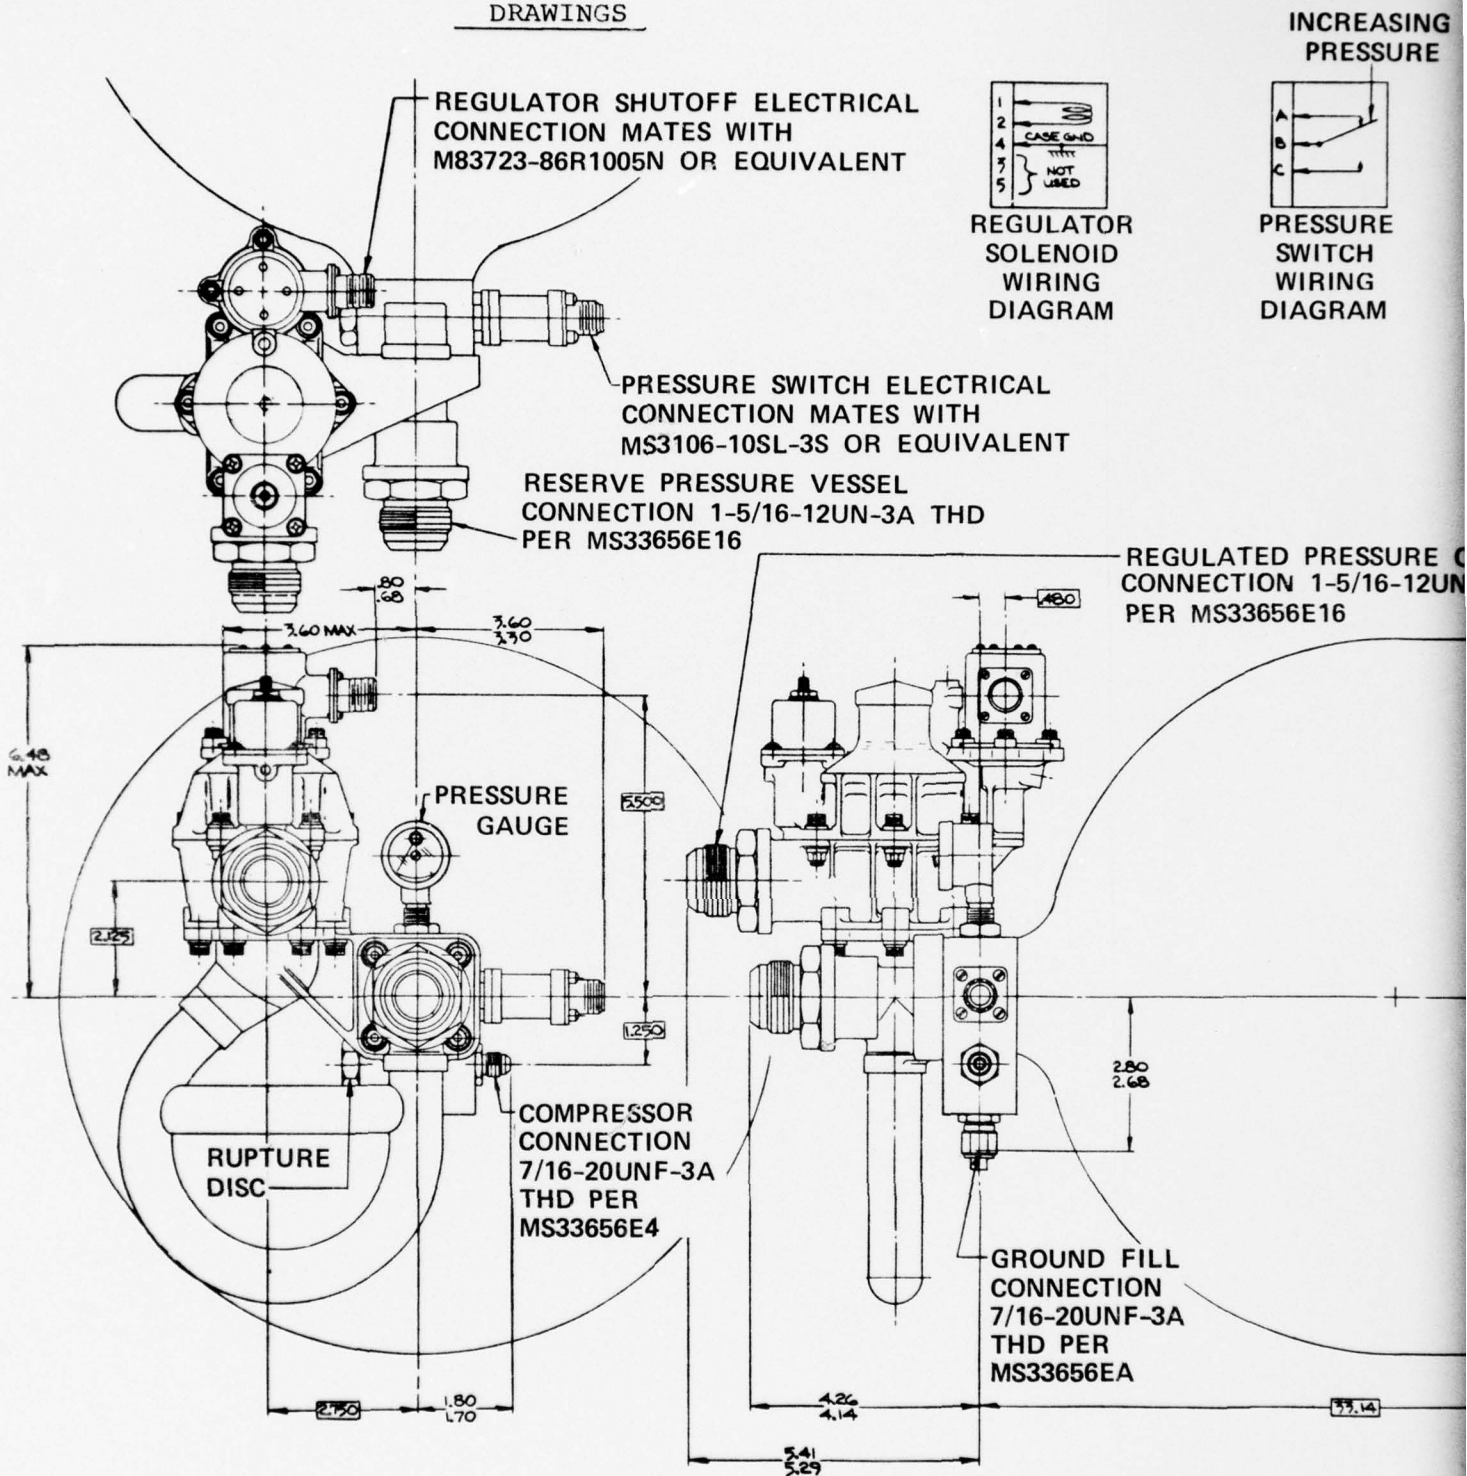 DRAWINGS
INCREASING
PRESSURE
REGULATOR SHUTOFF ELECTRICAL
CONNECTION MATES WITH
M83723-86R1005N OR EQUIVALENT
1
2
CASE GND
4
3
5
NOT
USED
REGULATOR
SOLENOID
WIRING
DIAGRAM
A
B
C
PRESSURE
SWITCH
WIRING
DIAGRAM
PRESSURE SWITCH ELECTRICAL
CONNECTION MATES WITH
MS3106-10SL-3S OR EQUIVALENT
RESERVE PRESSURE VESSEL
CONNECTION 1-5/16-12UN-3A THD
PER MS33656E16
REGULATED PRESSURE
CONNECTION 1-5/16-12UN
PER MS33656E16
.80
.68
3.60 MAX
3.60
3.30
.480
6.48
MAX
PRESSURE
GAUGE
5.500
2.125
1.250
2.80
2.68
COMPRESSOR
CONNECTION
7/16-20UNF-3A
THD PER
MS33656E4
RUPTURE
DISC
GROUND FILL
CONNECTION
7/16-20UNF-3A
THD PER
MS33656EA
2.750
1.80
1.70
4.26
4.14
33.14
5.41
5.29